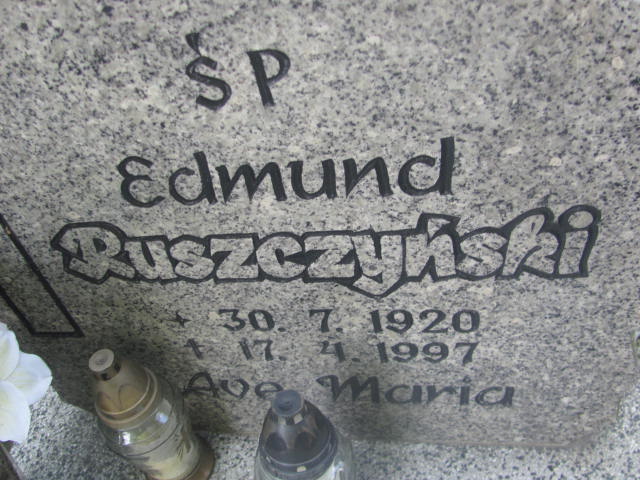 ŚP
Edmund
Ruszczyński
* 30. 7. 1920
† 17. 4. 1997
Ave Maria